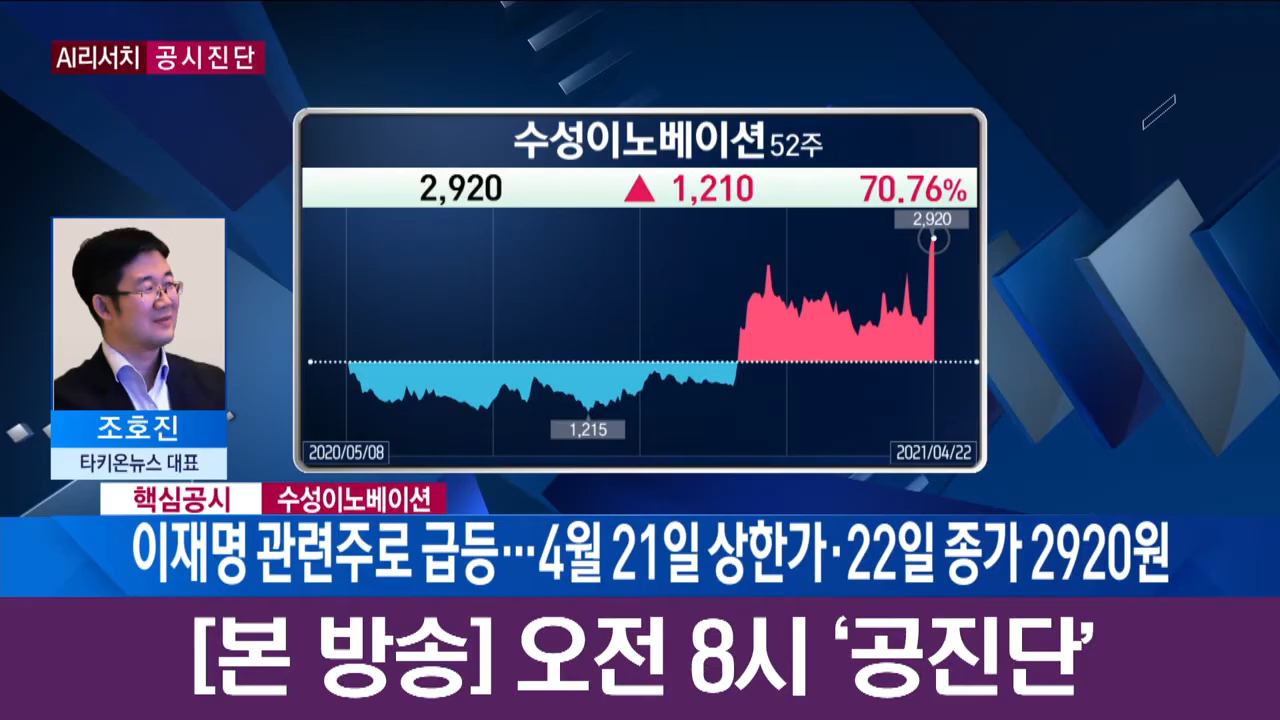 AI리서치 공시진단
수성이노베이션 52주
2,920 ▲ 1,210 70.76%
2,920
1,215
2020/05/08 2021/04/22
조호진
타키온뉴스 대표
핵심공시 수성이노베이션
이재명 관련주로 급등…4월 21일 상한가·22일 종가 2920원
[본 방송] 오전 8시 ‘공진단’